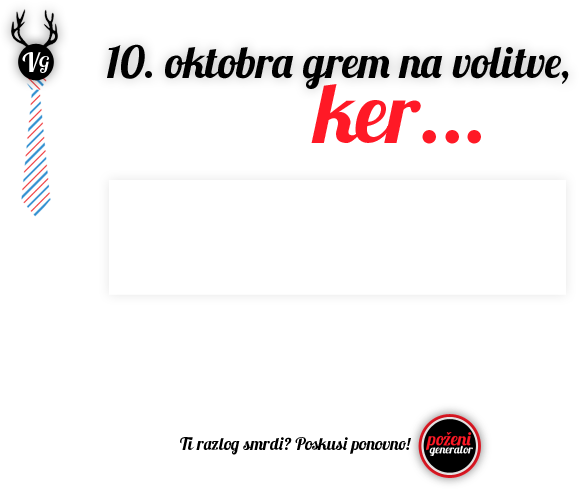 Vg
10. oktobra grem na volitve,
ker...
Ti razlog smrdi? Poskusi ponovno!
poženi
generator